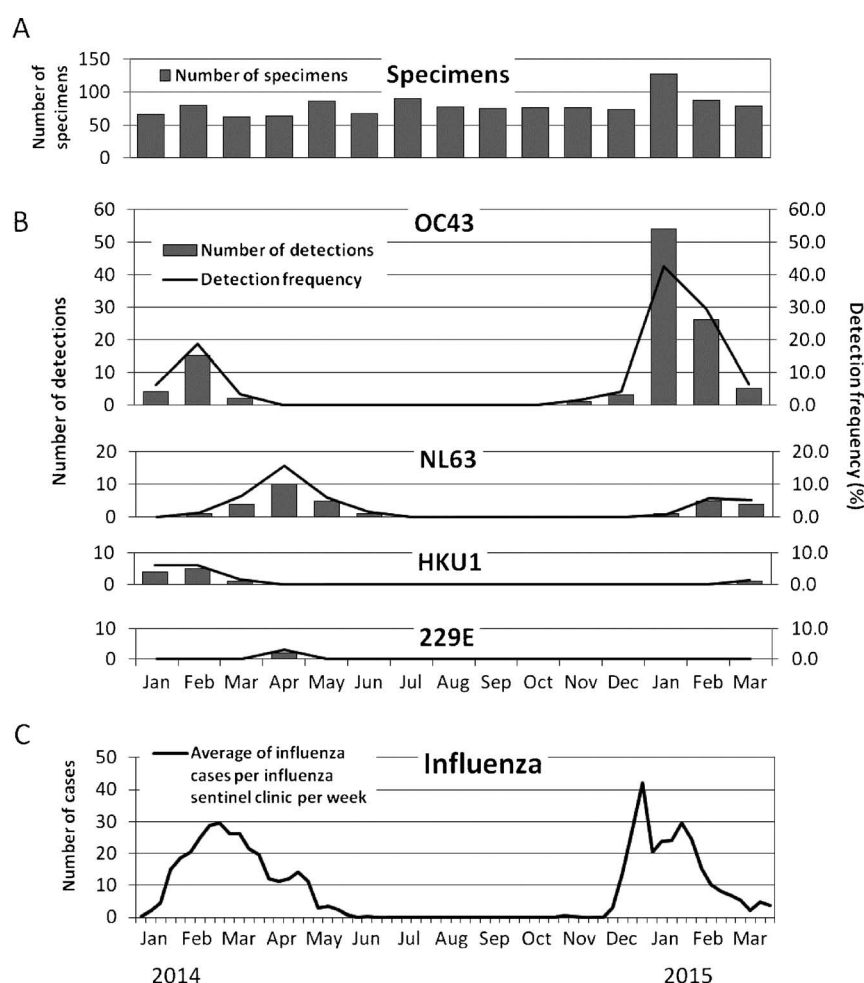 A
Number of
specimens
150
100
50
0
Number of specimens
Specimens
B
Number of detections
Detection frequency (%)
60
50
40
30
20
10
0
OC43
Number of detections
Detection frequency
60.0
50.0
40.0
30.0
20.0
10.0
0.0
20
10
0
NL63
20.0
10.0
0.0
10
0
HKU1
10.0
0.0
10
0
229E
10.0
0.0
Jan Feb Mar Apr May Jun Jul Aug Sep Oct Nov Dec Jan Feb Mar
C
Number of cases
50
40
30
20
10
0
Average of influenza
cases per influenza
sentinel clinic per week
Influenza
Jan Feb Mar Apr May Jun Jul Aug Sep Oct Nov Dec Jan Feb Mar
2014 2015